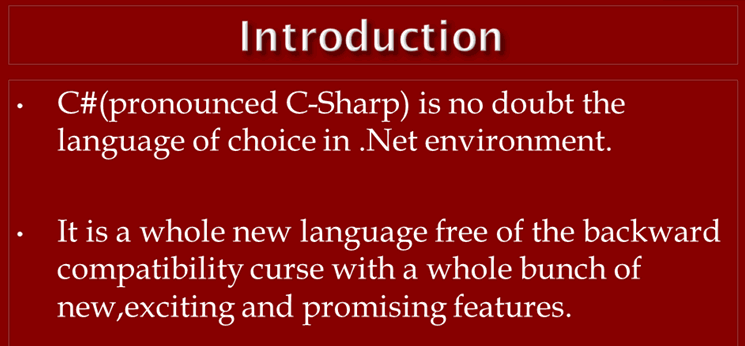 Introduction
• C#(pronounced C-Sharp) is no doubt the
language of choice in .Net environment.
• It is a whole new language free of the backward
compatibility curse with a whole bunch of
new,exciting and promising features.